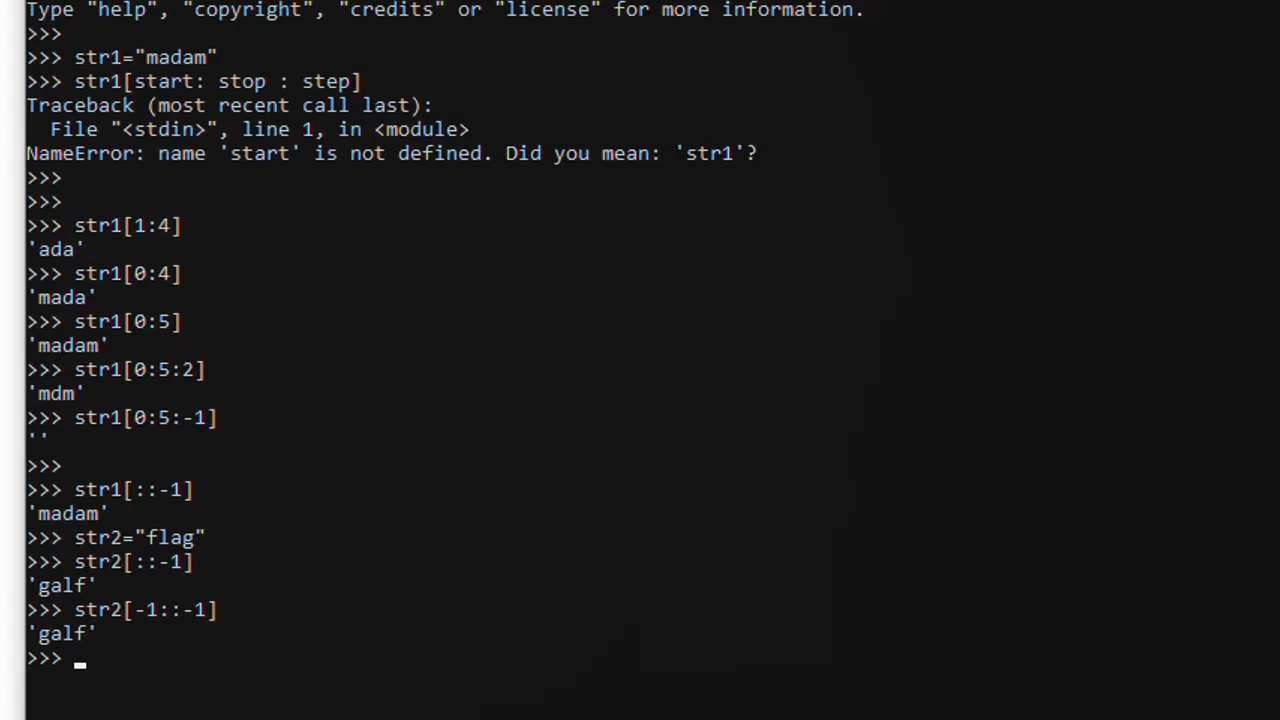 Type "help", "copyright", "credits" or "license" for more information.
>>>
>>> str1="madam"
>>> str1[start: stop : step]
Traceback (most recent call last):
  File "<stdin>", line 1, in <module>
NameError: name 'start' is not defined. Did you mean: 'str1'?
>>>
>>>
>>> str1[1:4]
'ada'
>>> str1[0:4]
'mada'
>>> str1[0:5]
'madam'
>>> str1[0:5:2]
'mdm'
>>> str1[0:5:-1]
''
>>>
>>> str1[::-1]
'madam'
>>> str2="flag"
>>> str2[::-1]
'galf'
>>> str2[-1::-1]
'galf'
>>>